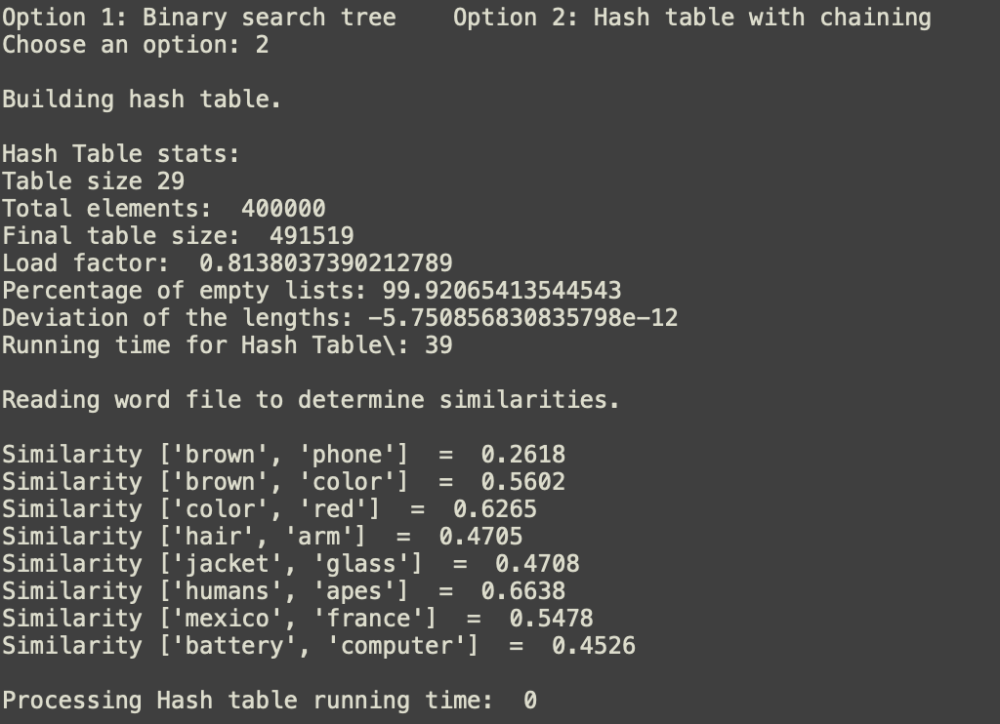 Option 1: Binary search tree    Option 2: Hash table with chaining
Choose an option: 2
Building hash table.
Hash Table stats:
Table size 29
Total elements:  400000
Final table size:  491519
Load factor:  0.8138037390212789
Percentage of empty lists: 99.92065413544543
Deviation of the lengths: -5.750856830835798e-12
Running time for Hash Table\: 39
Reading word file to determine similarities.
Similarity ['brown', 'phone']  =  0.2618
Similarity ['brown', 'color']  =  0.5602
Similarity ['color', 'red']  =  0.6265
Similarity ['hair', 'arm']  =  0.4705
Similarity ['jacket', 'glass']  =  0.4708
Similarity ['humans', 'apes']  =  0.6638
Similarity ['mexico', 'france']  =  0.5478
Similarity ['battery', 'computer']  =  0.4526
Processing Hash table running time:  0